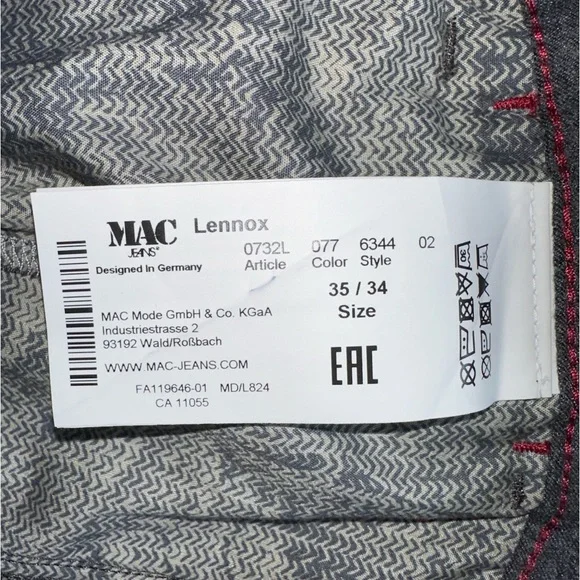 MAC
JEANS®
Lennox
Designed In Germany
0732L 077 6344 02
Article Color Style
35 / 34
Size
MAC Mode GmbH & Co. KGaA
Industriestrasse 2
93192 Wald/Roßbach
WWW.MAC-JEANS.COM
FA119646-01 MD/L824
CA 11055
EAC
30